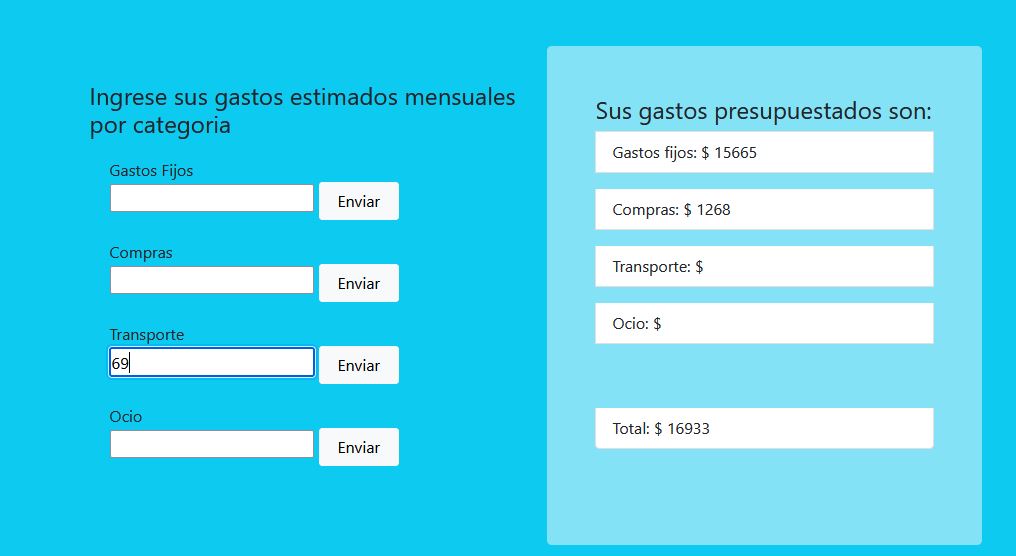 Ingrese sus gastos estimados mensuales
por categoria
Gastos Fijos
Enviar
Compras
Enviar
Transporte
69
Enviar
Ocio
Enviar
Sus gastos presupuestados son:
Gastos fijos: $ 15665
Compras: $ 1268
Transporte: $
Ocio: $
Total: $ 16933